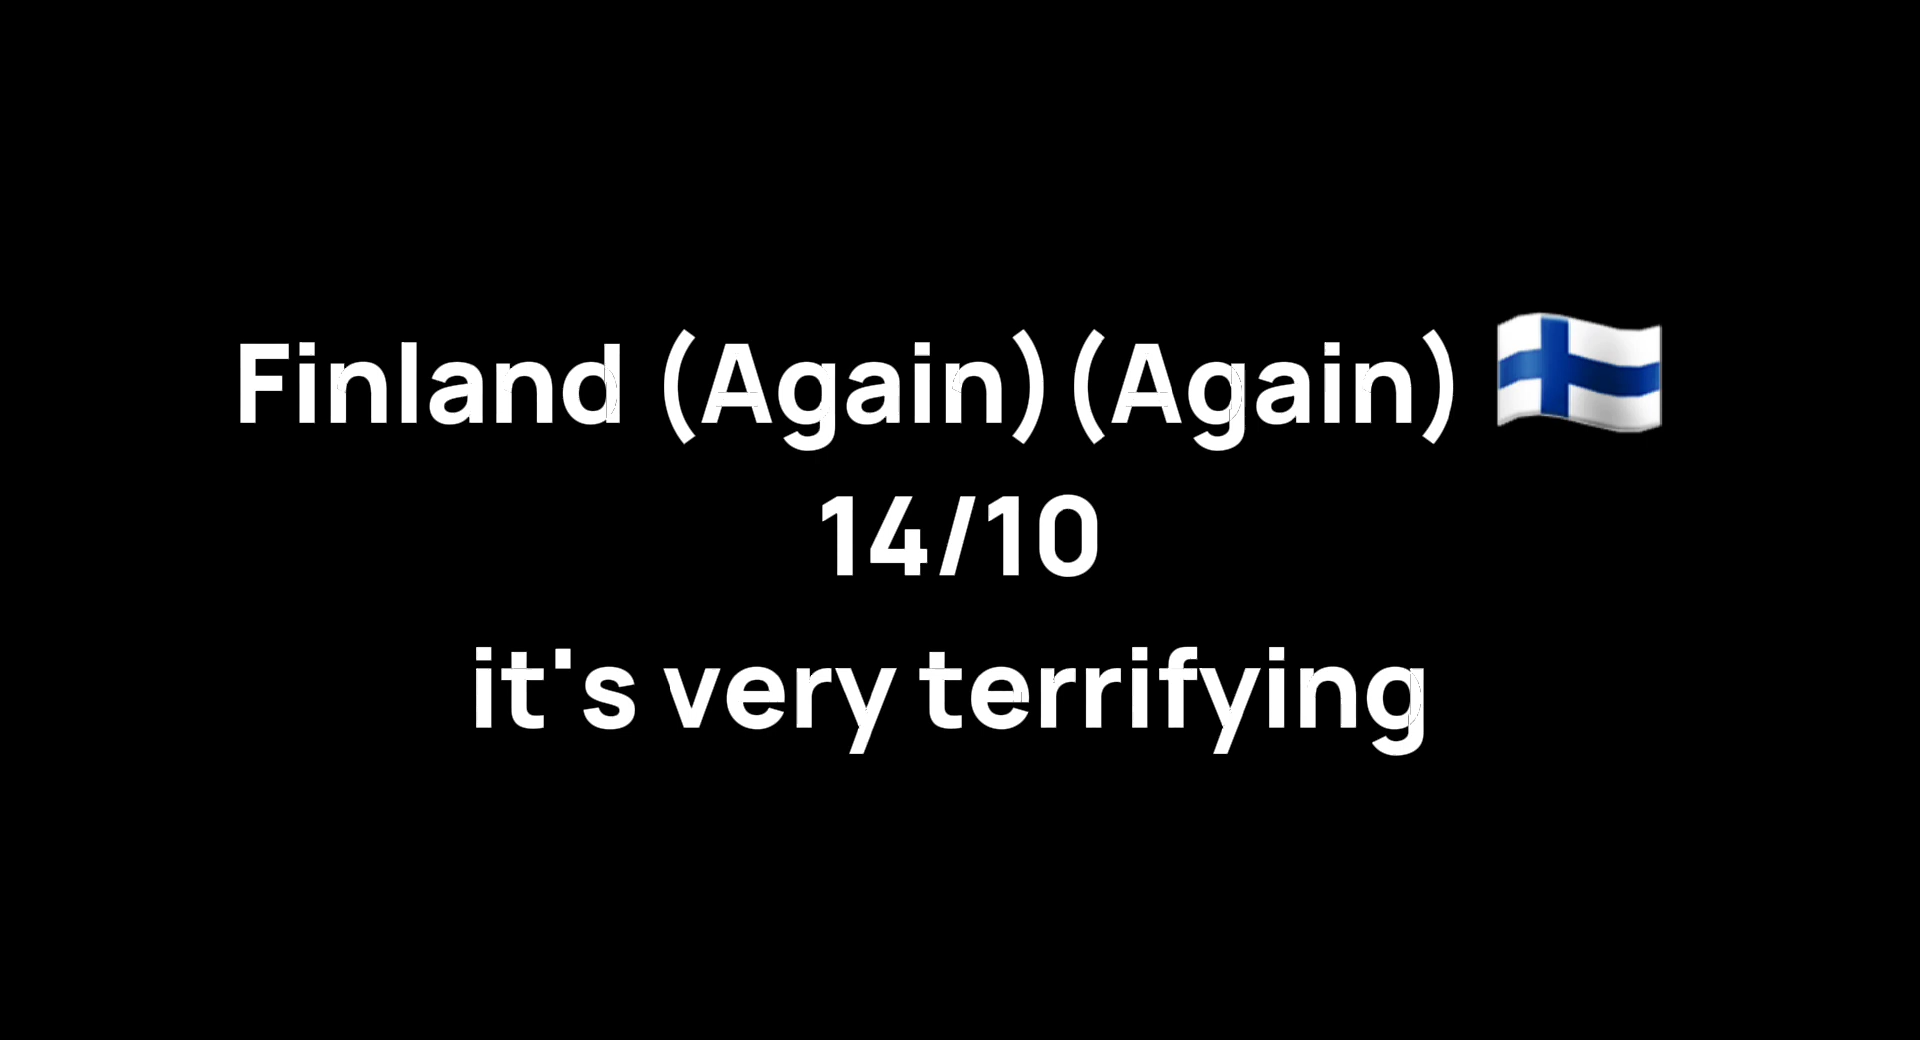 Finland (Again)(Again) 🇫🇮
14/10
it's very terrifying